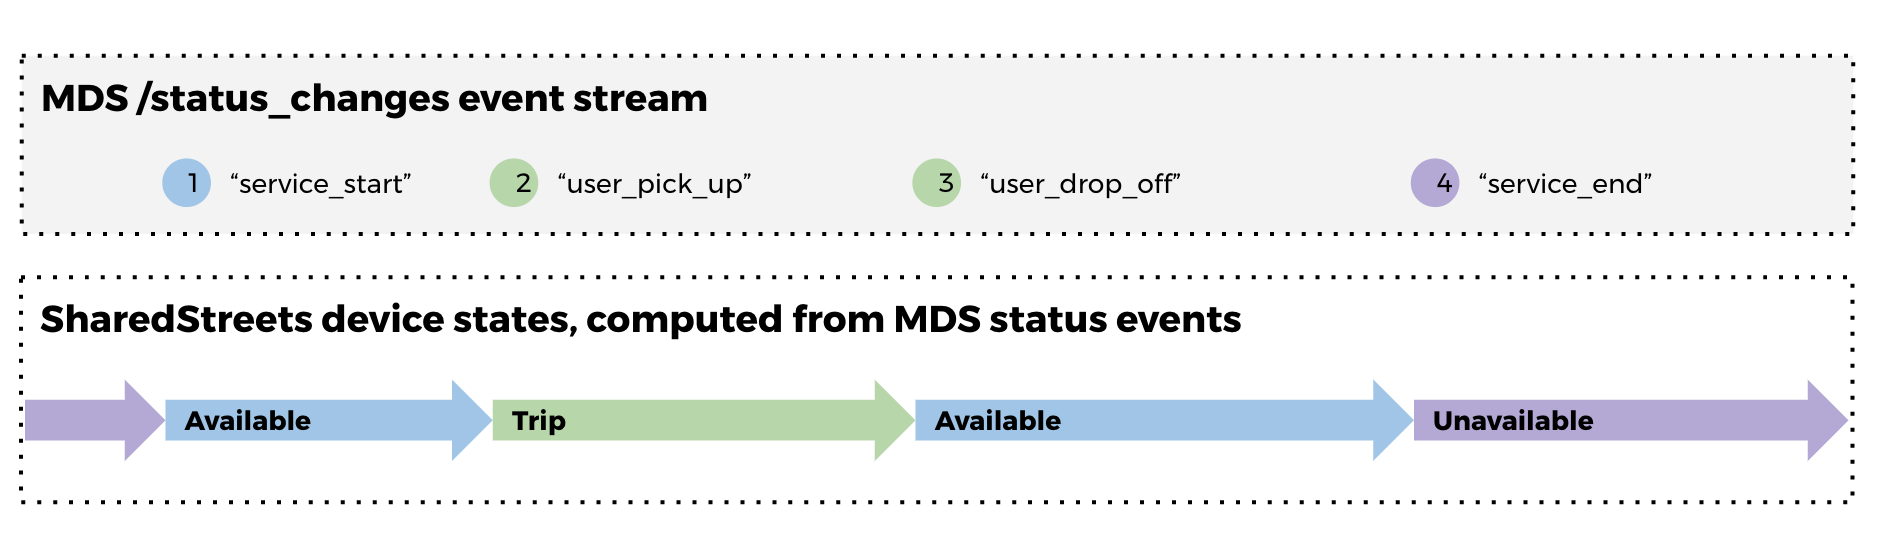 MDS /status_changes event stream
1 “service_start” 2 “user_pick_up” 3 “user_drop_off” 4 “service_end”
SharedStreets device states, computed from MDS status events
Available Trip Available Unavailable